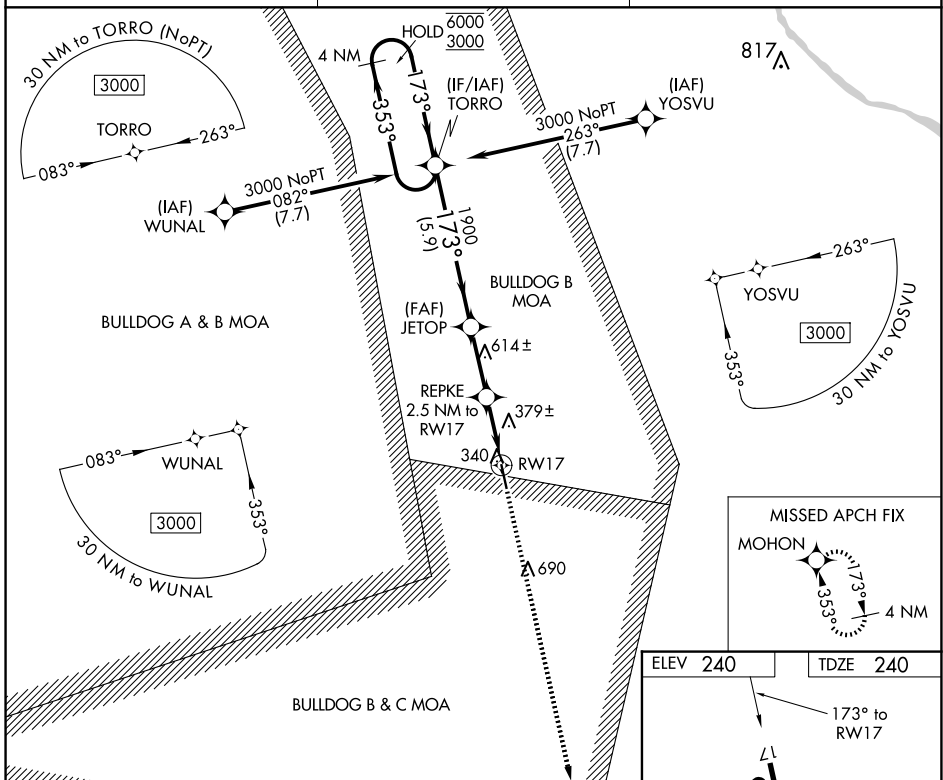 30 NM to TORRO (NoPT)
3000
TORRO
083°
263°
HOLD
6000
3000
4 NM
173°
353°
(IF/IAF)
TORRO
817
(IAF)
YOSVU
3000 NoPT
263°
(7.7)
3000 NoPT
082°
(7.7)
(IAF)
WUNAL
1900
173°
(5.9)
BULLDOG B
MOA
BULLDOG A & B MOA
(FAF)
JETOP
614±
REPKE
2.5 NM to
RW17
379±
340
RW17
263°
YOSVU
3000
353°
30 NM to YOSVU
083°
WUNAL
353°
3000
30 NM to WUNAL
690
MISSED APCH FIX
MOHON
173°
353°
4 NM
BULLDOG B & C MOA
ELEV 240
TDZE 240
173° to
RW17
17